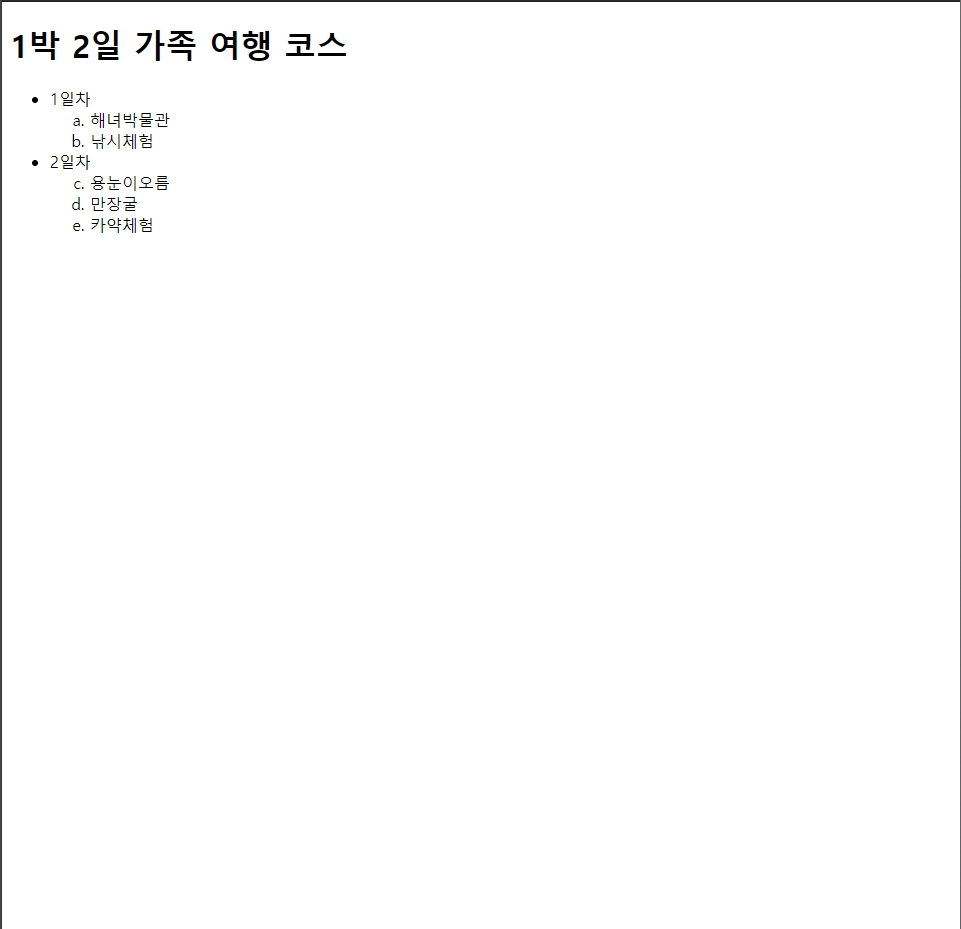 1박 2일 가족 여행 코스
• 1일차
a. 해녀박물관
b. 낚시체험
• 2일차
c. 용눈이오름
d. 만장굴
e. 카약체험